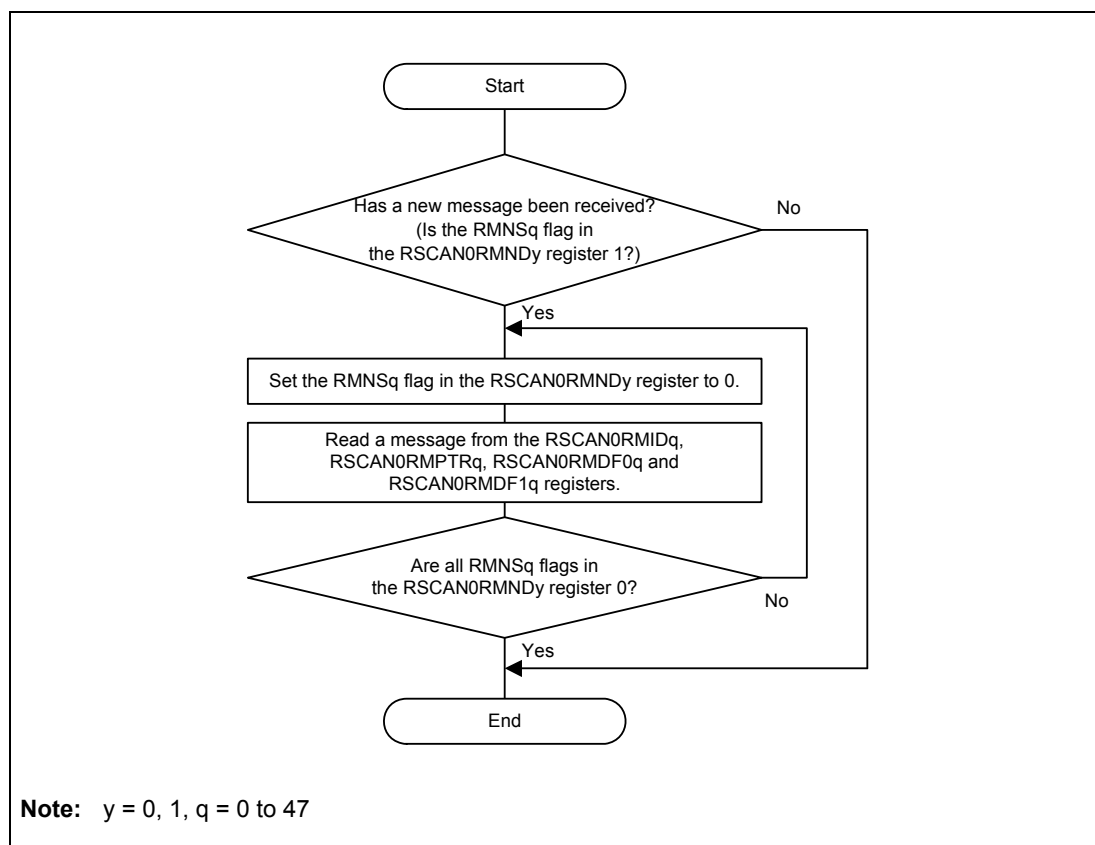 Start
Has a new message been received?
(Is the RMNSq flag in
the RSCAN0RMNDy register 1?)
No
Yes
Set the RMNSq flag in the RSCAN0RMNDy register to 0.
Read a message from the RSCAN0RMIDq,
RSCAN0RMPTRq, RSCAN0RMDF0q and
RSCAN0RMDF1q registers.
Are all RMNSq flags in
the RSCAN0RMNDy register 0?
No
Yes
End
Note: y = 0, 1, q = 0 to 47